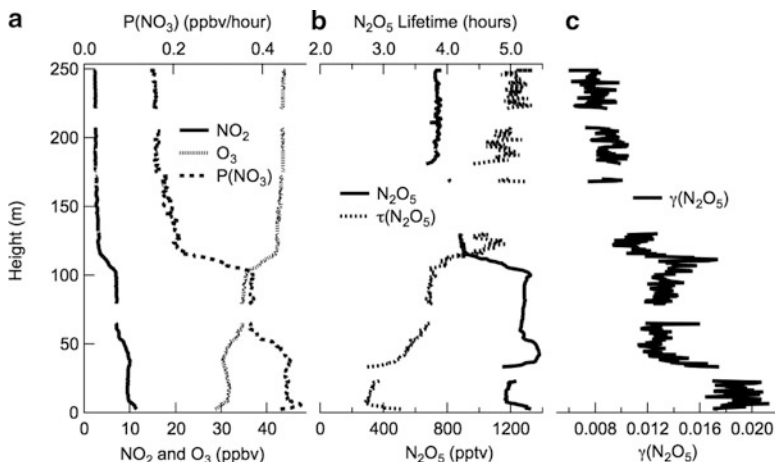 a
P(NO3) (ppbv/hour)
0.0 0.2 0.4
250
200
150
100
50
0
Height (m)
NO2
O3
P(NO3)
0 10 20 30 40
NO2 and O3 (ppbv)
b
N2O5 Lifetime (hours)
2.0 3.0 4.0 5.0
N2O5
τ(N2O5)
400 800 1200
N2O5 (pptv)
c
γ(N2O5)
0.008 0.012 0.016 0.020
γ(N2O5)